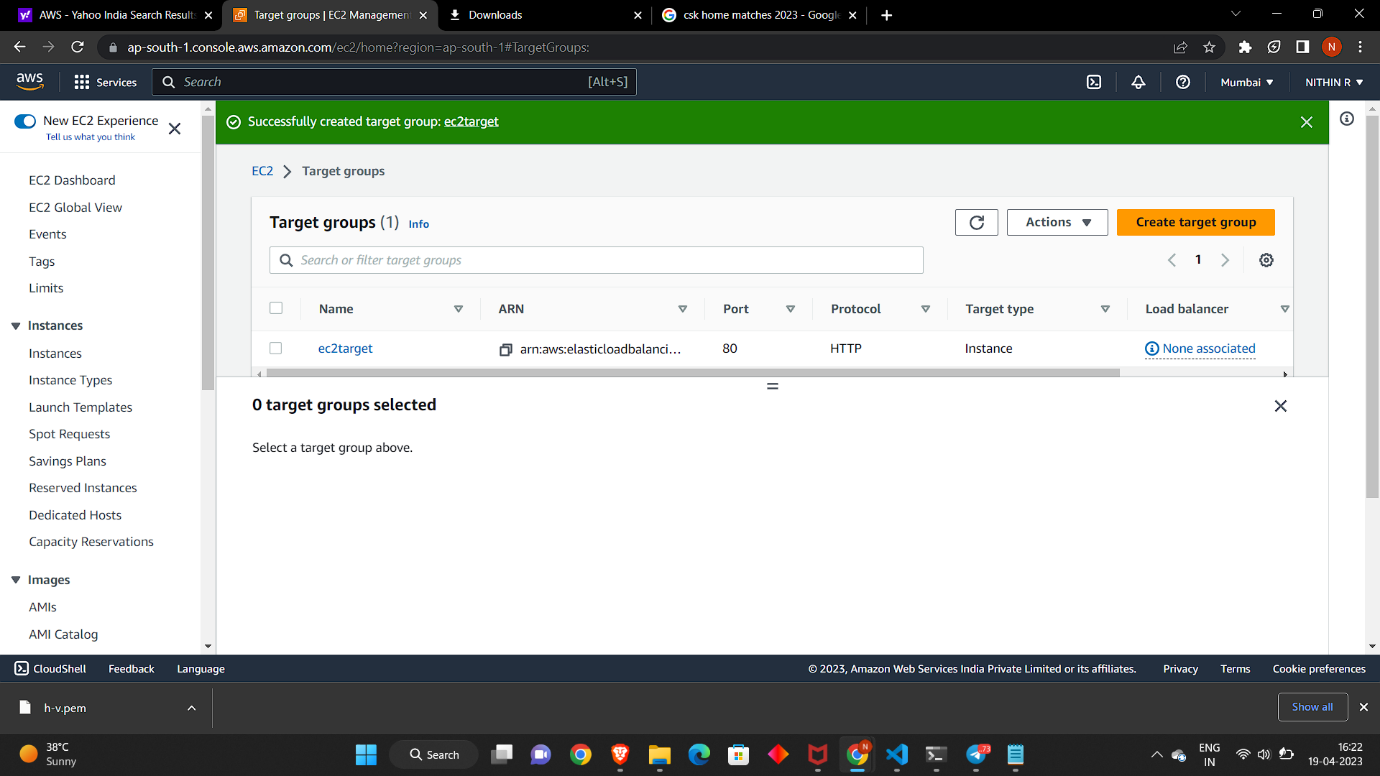 AWS - Yahoo India Search Results
Target groups | EC2 Management
Downloads
csk home matches 2023 - Google
ap-south-1.console.aws.amazon.com/ec2/home?region=ap-south-1#TargetGroups:
N
aws
Services
Search
[Alt+S]
Mumbai
NITHIN R
New EC2 Experience
Tell us what you think
Successfully created target group: ec2target
EC2
Target groups
EC2 Dashboard
EC2 Global View
Events
Tags
Limits
Instances
Instances
Instance Types
Launch Templates
Spot Requests
Savings Plans
Reserved Instances
Dedicated Hosts
Capacity Reservations
Images
AMIs
AMI Catalog
Target groups (1) Info
Actions
Create target group
Search or filter target groups
1
Name
ARN
Port
Protocol
Target type
Load balancer
ec2target
arn:aws:elasticloadbalanci...
80
HTTP
Instance
None associated
0 target groups selected
Select a target group above.
CloudShell
Feedback
Language
© 2023, Amazon Web Services India Private Limited or its affiliates.
Privacy
Terms
Cookie preferences
h-v.pem
Show all
38°C
Sunny
Search
N
73
ENG
IN
16:22
19-04-2023